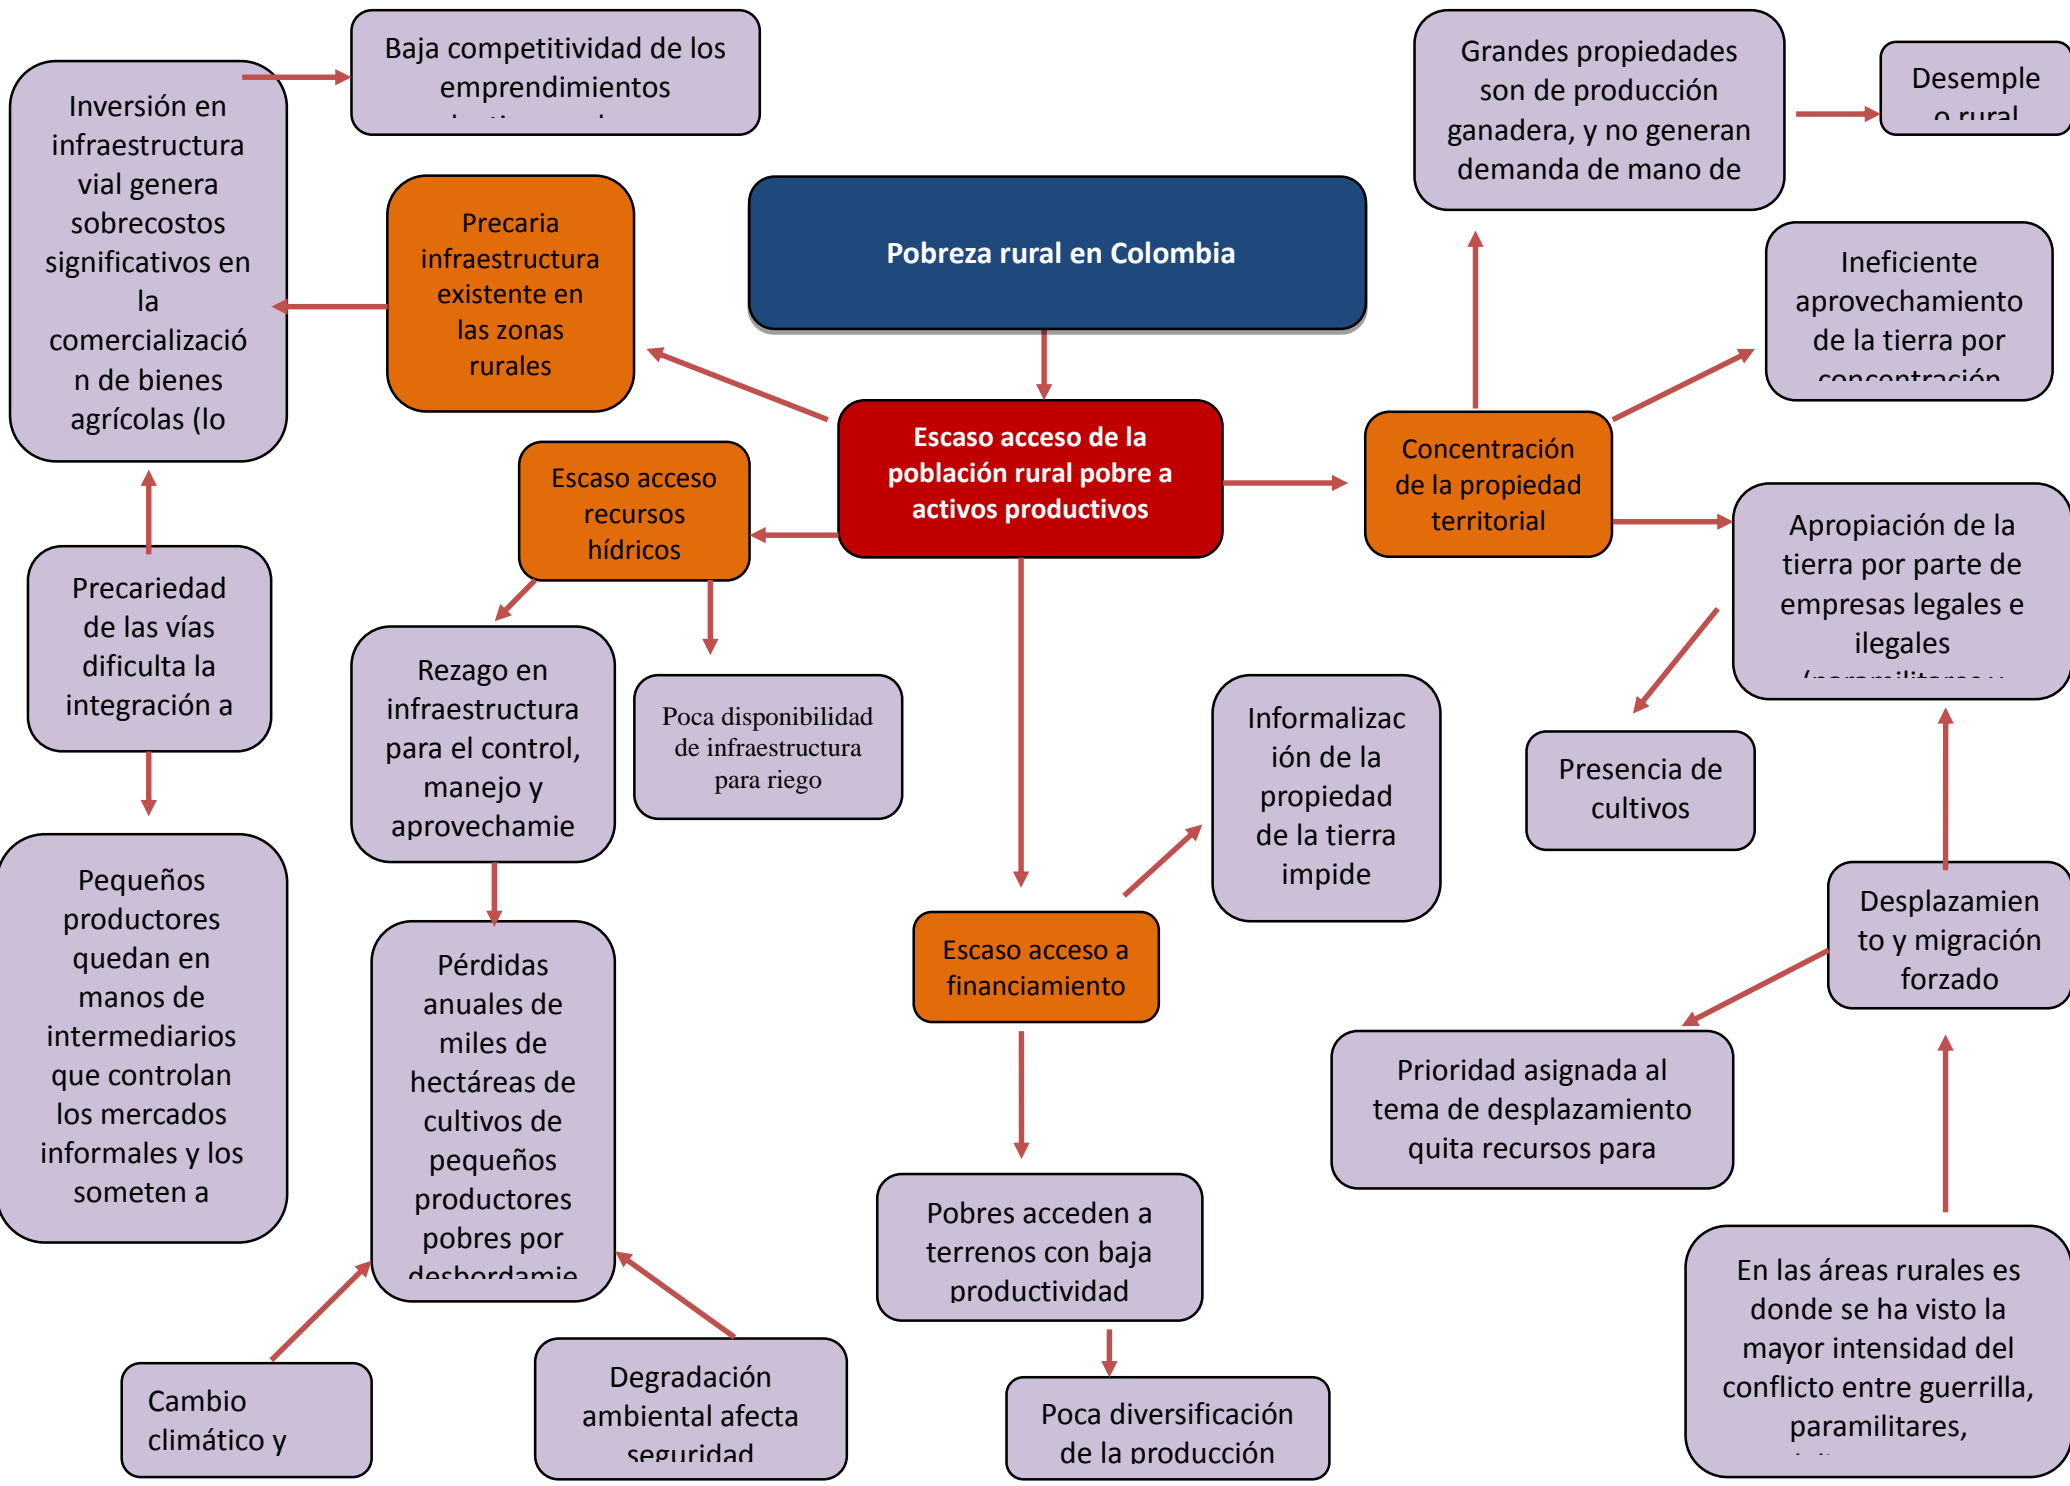 Baja competitividad de los
emprendimientos
Inversión en
infraestructura
vial genera
sobrecostos
significativos en
la
comercializació
n de bienes
agrícolas (lo
Grandes propiedades
son de producción
ganadera, y no generan
demanda de mano de
Desemple
o rural
Precaria
infraestructura
existente en
las zonas
rurales
Pobreza rural en Colombia
Ineficiente
aprovechamiento
de la tierra por
concentración
Escaso acceso de la
población rural pobre a
activos productivos
Concentración
de la propiedad
territorial
Escaso acceso
recursos
hídricos
Apropiación de la
tierra por parte de
empresas legales e
ilegales
(paramilitares y
Precariedad
de las vías
dificulta la
integración a
Rezago en
infraestructura
para el control,
manejo y
aprovechamie
Poca disponibilidad
de infraestructura
para riego
Informalizac
ión de la
propiedad
de la tierra
impide
Presencia de
cultivos
Pequeños
productores
quedan en
manos de
intermediarios
que controlan
los mercados
informales y los
someten a
Desplazamien
to y migración
forzado
Pérdidas
anuales de
miles de
hectáreas de
cultivos de
pequeños
productores
pobres por
desbordamie
Escaso acceso a
financiamiento
Prioridad asignada al
tema de desplazamiento
quita recursos para
Pobres acceden a
terrenos con baja
productividad
En las áreas rurales es
donde se ha visto la
mayor intensidad del
conflicto entre guerrilla,
paramilitares,
Cambio
climático y
Degradación
ambiental afecta
seguridad
Poca diversificación
de la producción